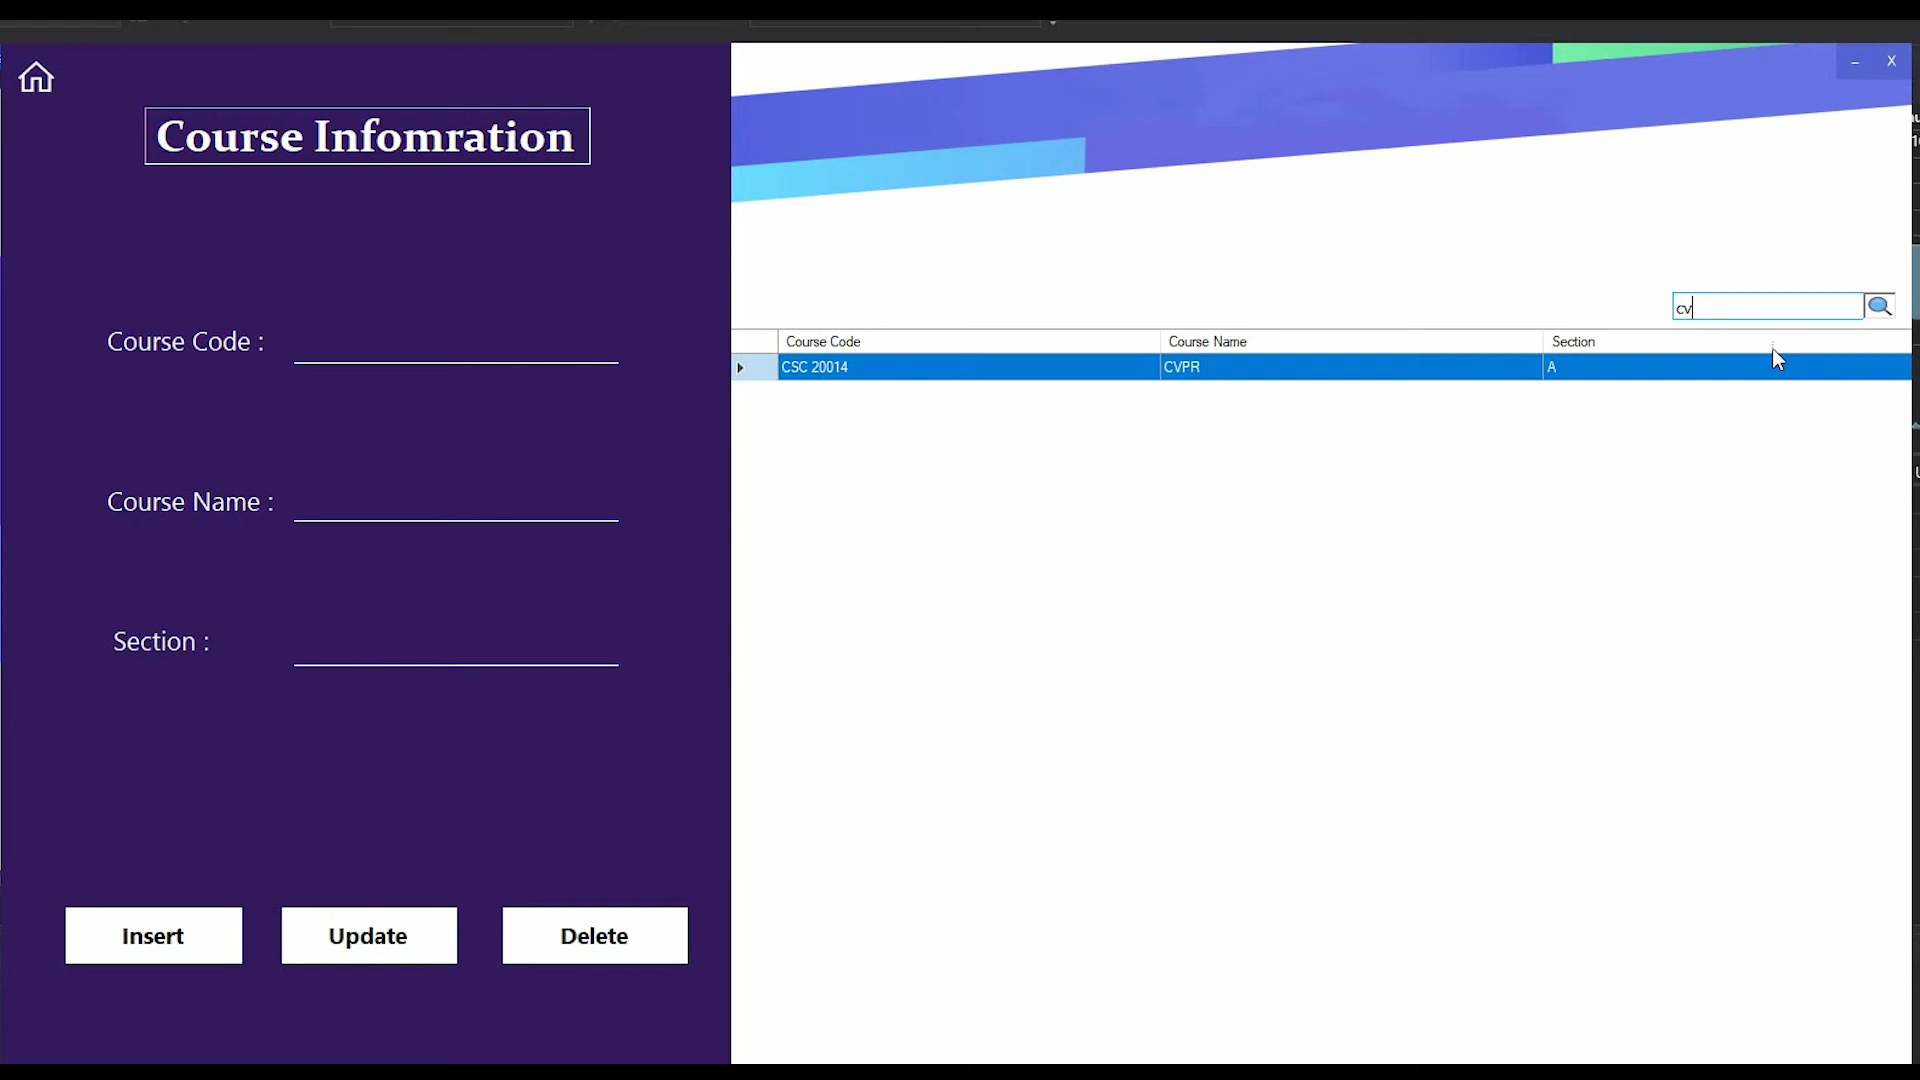 Course Infomration
Course Code :
Course Name :
Section :
Insert Update Delete
– X
cv
Course Code Course Name Section
CSC 20014 CVPR A